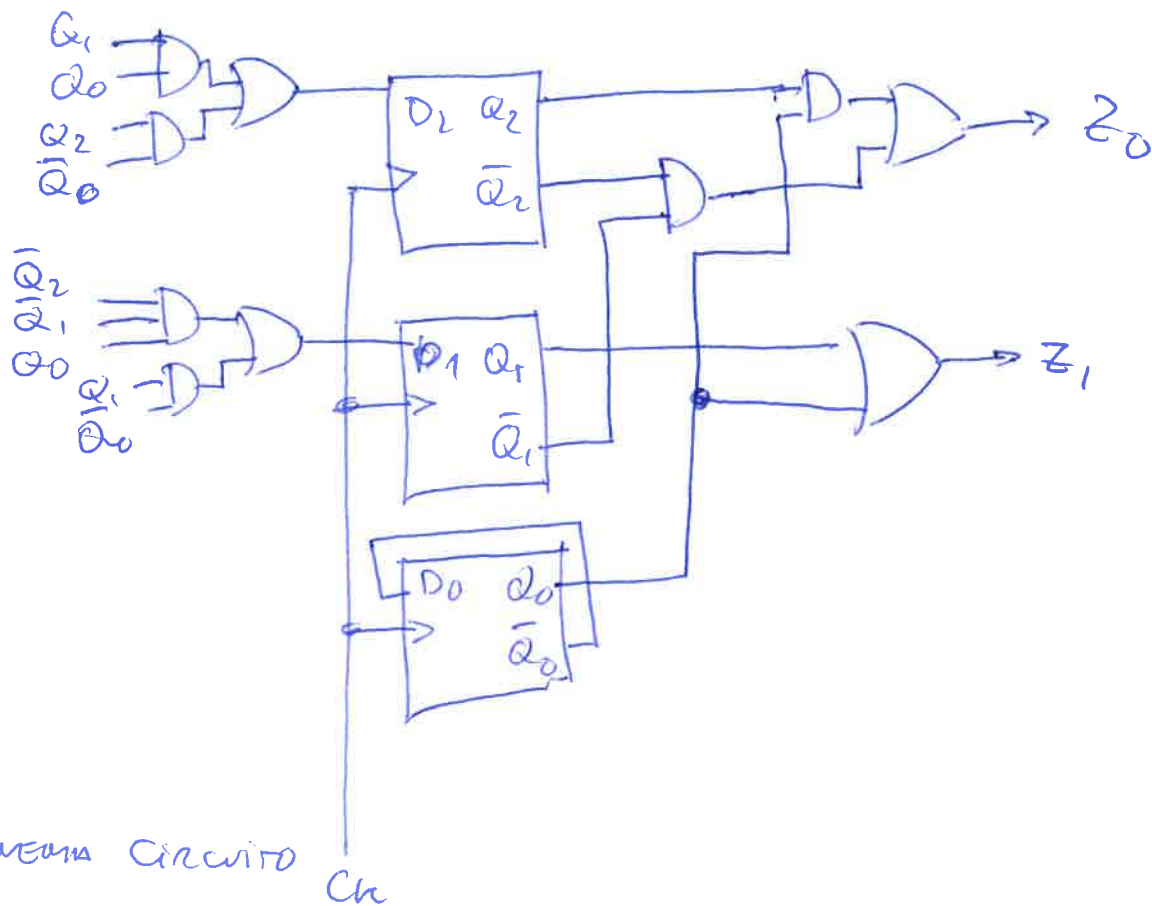 Q₁
Q₀
Q₂
Q̄₀
D₂ Q₂
Q̄₂
Z₀
Q̄₂
Q̄₁
Q₀
Q₁
Q̄₀
D₁ Q₁
Q̄₁
Z₁
D₀ Q₀
Q̄₀
CIRCUITO
Ck